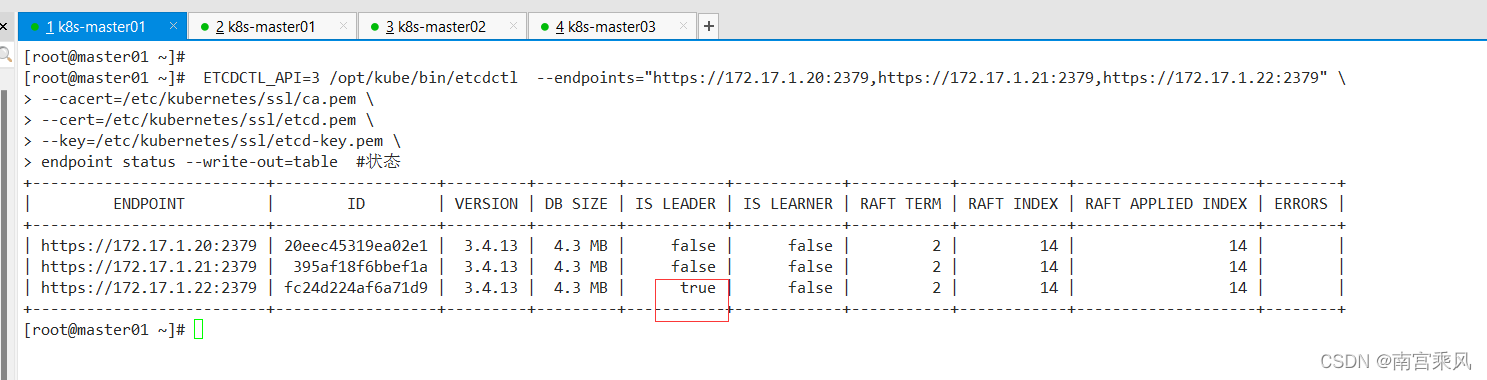 1 k8s-master01 × 2 k8s-master01 × 3 k8s-master02 × 4 k8s-master03 × +
[root@master01 ~]#
[root@master01 ~]#  ETCDCTL_API=3 /opt/kube/bin/etcdctl  --endpoints="https://172.17.1.20:2379,https://172.17.1.21:2379,https://172.17.1.22:2379" \
> --cacert=/etc/kubernetes/ssl/ca.pem \
> --cert=/etc/kubernetes/ssl/etcd.pem \
> --key=/etc/kubernetes/ssl/etcd-key.pem \
> endpoint status --write-out=table  #状态
+--------------------------+------------------+---------+---------+-----------+------------+-----------+------------+--------------------+--------+
|         ENDPOINT         |        ID        | VERSION | DB SIZE | IS LEADER | IS LEARNER | RAFT TERM | RAFT INDEX | RAFT APPLIED INDEX | ERRORS |
+--------------------------+------------------+---------+---------+-----------+------------+-----------+------------+--------------------+--------+
| https://172.17.1.20:2379 | 20eec45319ea02e1 |  3.4.13 |  4.3 MB |     false |      false |         2 |         14 |                 14 |        |
| https://172.17.1.21:2379 |  395af18f6bbef1a |  3.4.13 |  4.3 MB |     false |      false |         2 |         14 |                 14 |        |
| https://172.17.1.22:2379 | fc24d224af6a71d9 |  3.4.13 |  4.3 MB |      true |      false |         2 |         14 |                 14 |        |
+--------------------------+------------------+---------+---------+-----------+------------+-----------+------------+--------------------+--------+
[root@master01 ~]#
CSDN @南宫乘风